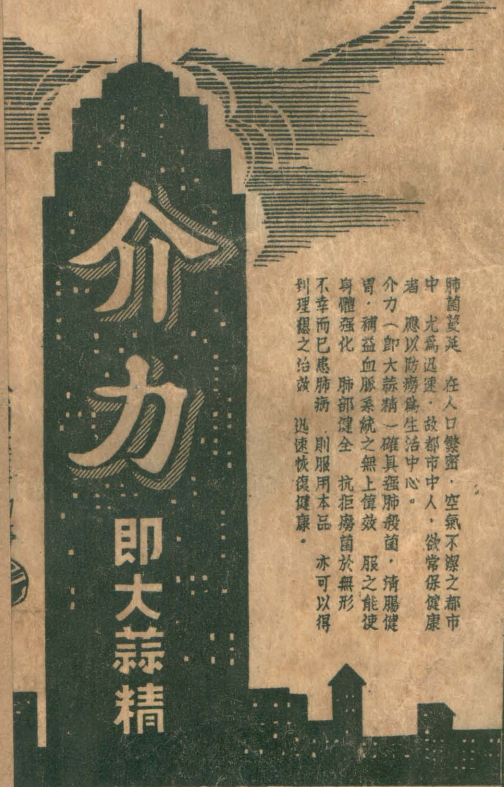 介力
即大蒜精
肺菌蔓延 在人口繁密·空氣不潔之都市
中 尤為迅速·故都市中人·欲常保健康
者 應以防癆為生活中心。
介力(即大蒜精)確具强肺殺菌·清腸健
胃·補益血脈系統之無上偉效 服之能使
身體强化 肺部健全 抗拒癆菌於無形
不幸而已患肺病 則服用本品 亦可以得
到理想之治效 迅速恢復健康·